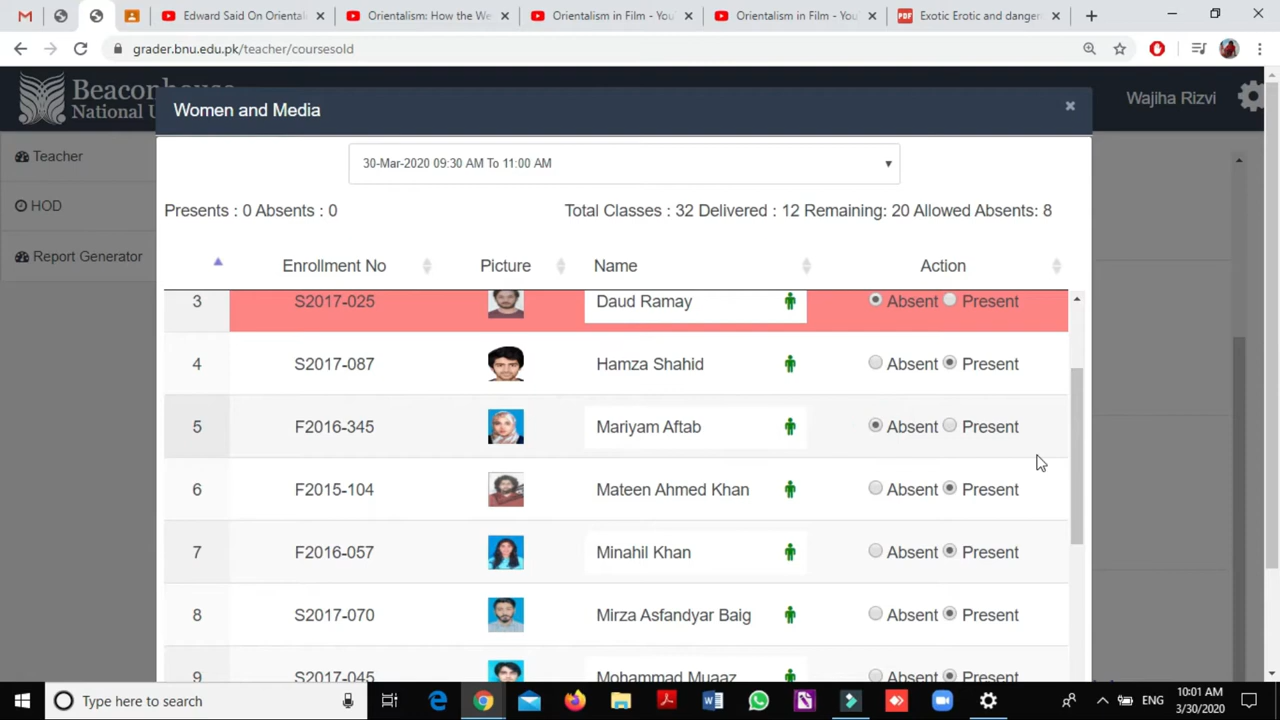 Edward Said On Oriental
Orientalism: How the We
Orientalism in Film - You
Orientalism in Film - You
PDF
Exotic Erotic and danger
grader.bnu.edu.pk/teacher/coursesold
Beaconhouse
National U
Wajiha Rizvi
Women and Media
×
Teacher
HOD
Report Generator
30-Mar-2020 09:30 AM To 11:00 AM
Presents : 0 Absents : 0
Total Classes : 32 Delivered : 12 Remaining: 20 Allowed Absents: 8
Enrollment No Picture Name Action
3 S2017-025 Daud Ramay Absent Present
4 S2017-087 Hamza Shahid Absent Present
5 F2016-345 Mariyam Aftab Absent Present
6 F2015-104 Mateen Ahmed Khan Absent Present
7 F2016-057 Minahil Khan Absent Present
8 S2017-070 Mirza Asfandyar Baig Absent Present
9 S2017-045 Mohammad Muaaz Absent Present
Type here to search
ENG
10:01 AM
3/30/2020